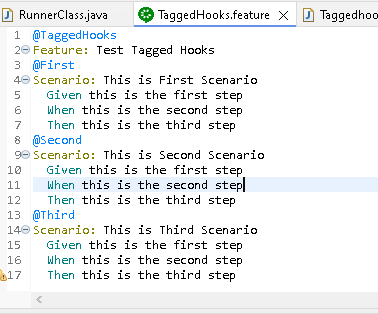 RunnerClass.java TaggedHooks.feature Taggedhoo
1 @TaggedHooks
2 Feature: Test Tagged Hooks
3 @First
4 Scenario: This is First Scenario
5 Given this is the first step
6 When this is the second step
7 Then this is the third step
8 @Second
9 Scenario: This is Second Scenario
10 Given this is the first step
11 When this is the second step
12 Then this is the third step
13 @Third
14 Scenario: This is Third Scenario
15 Given this is the first step
16 When this is the second step
17 Then this is the third step